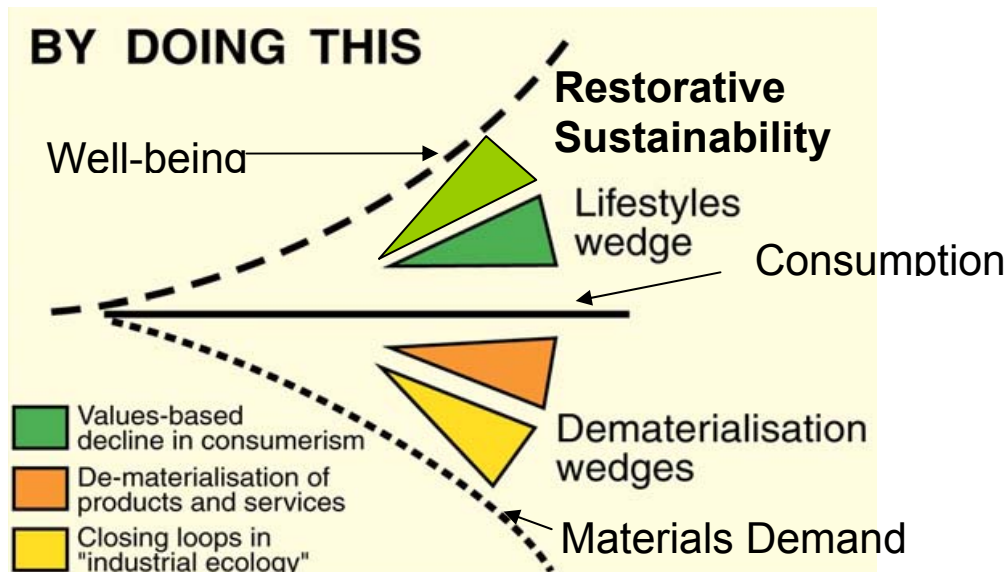 BY DOING THIS
Restorative
Sustainability
Well-being
Lifestyles
wedge
Consumption
Values-based
decline in consumerism
De-materialisation of
products and services
Closing loops in
"industrial ecology"
Dematerialisation
wedges
Materials Demand